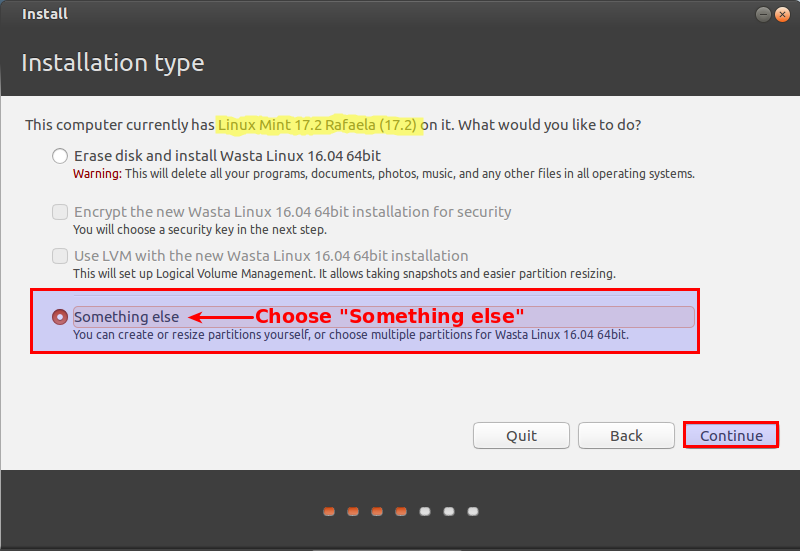 Install
Installation type
This computer currently has Linux Mint 17.2 Rafaela (17.2) on it. What would you like to do?
Erase disk and install Wasta Linux 16.04 64bit
Warning: This will delete all your programs, documents, photos, music, and any other files in all operating systems.
Encrypt the new Wasta Linux 16.04 64bit installation for security
You will choose a security key in the next step.
Use LVM with the new Wasta Linux 16.04 64bit installation
This will set up Logical Volume Management. It allows taking snapshots and easier partition resizing.
Something else Choose "Something else"
You can create or resize partitions yourself, or choose multiple partitions for Wasta Linux 16.04 64bit.
Quit Back Continue